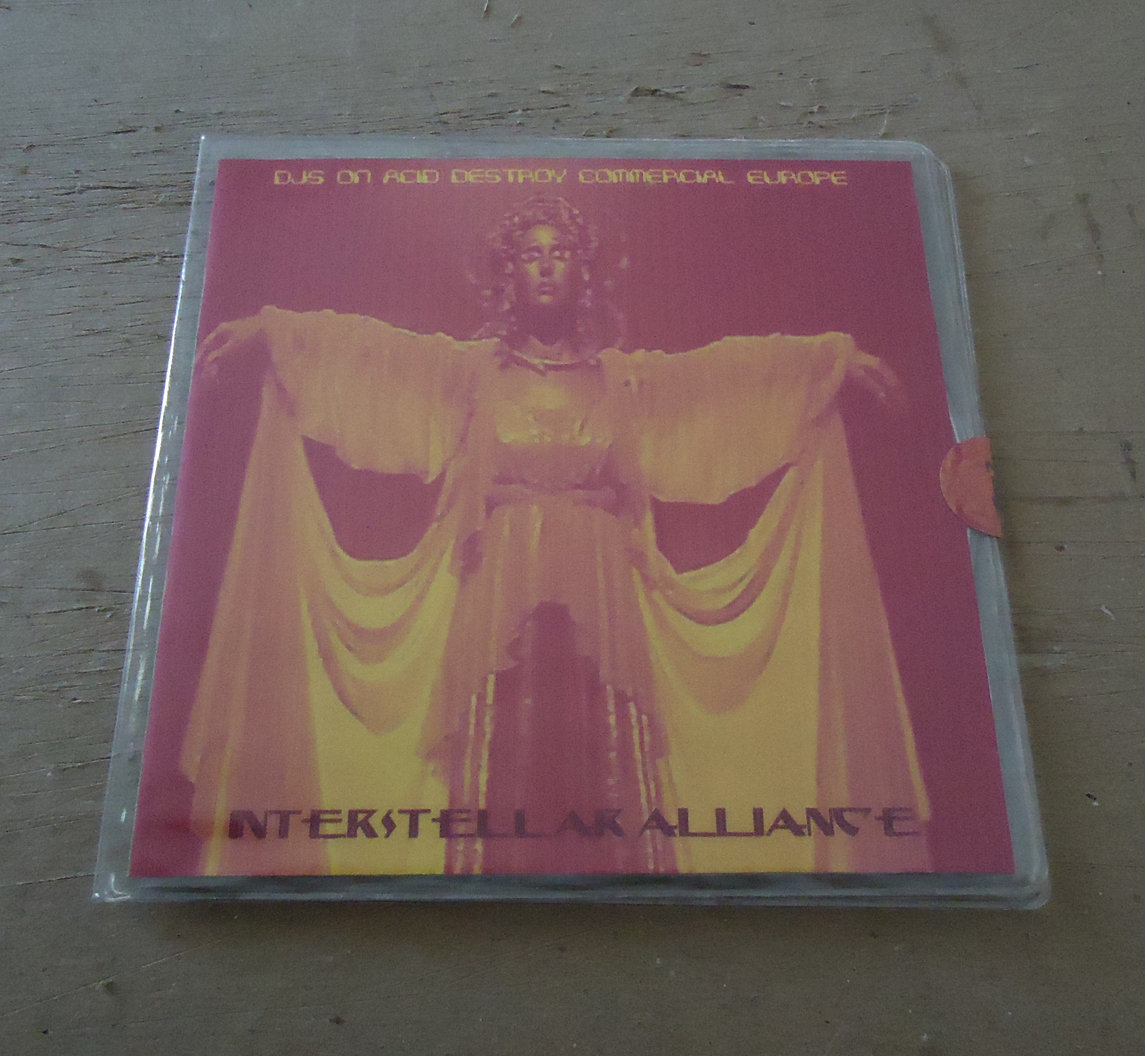 DJS ON ACID DESTROY COMMERCIAL EUROPE
INTERSTELLAR ALLIANCE